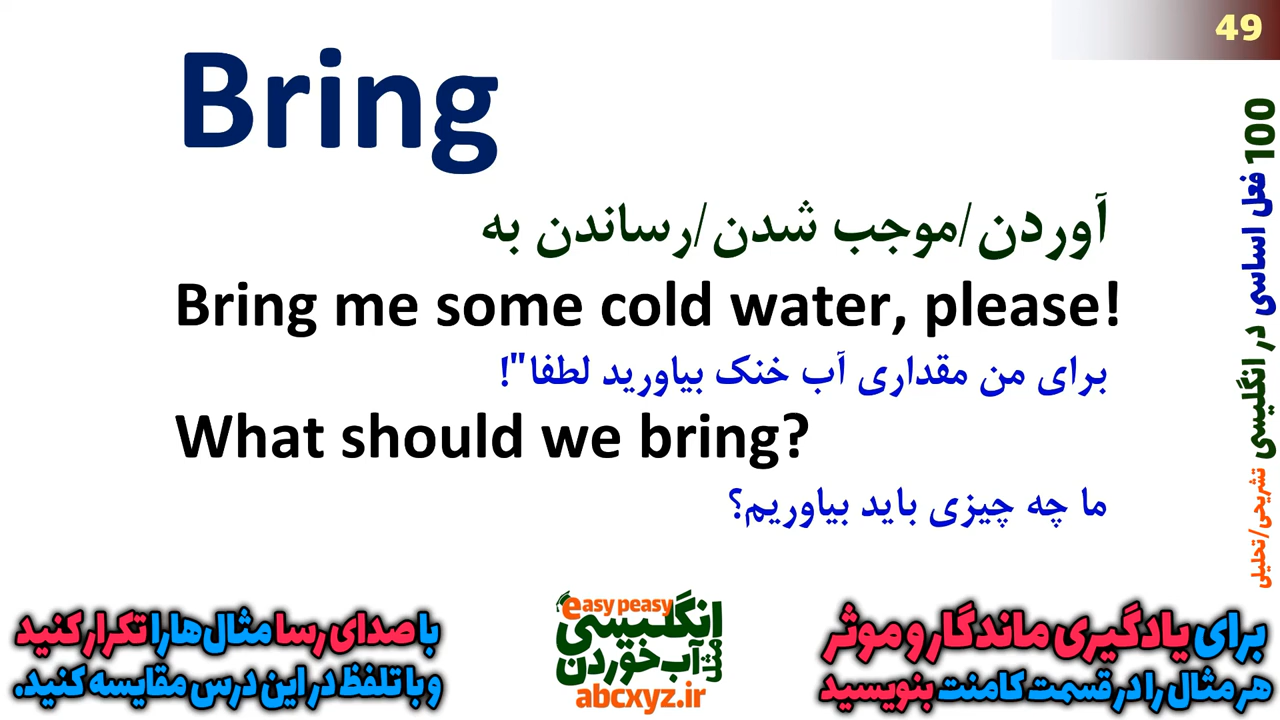 49
Bring
آوردن/موجب شدن/رساندن به
Bring me some cold water, please!
برای من مقداری آب خنک بیاورید لطفا"!
What should we bring?
ما چه چیزی باید بیاوریم؟
100 فعل اساسی در انگلیسی تشریحی/تحلیلی
برای یادگیری ماندگار و موثر
هر مثال را در قسمت کامنت بنویسید
easy peasy
انگلیسی
مثل آب خوردن
abcxyz.ir
با صدای رسا مثال‌ها را تکرار کنید
و با تلفظ در این درس مقایسه کنید.